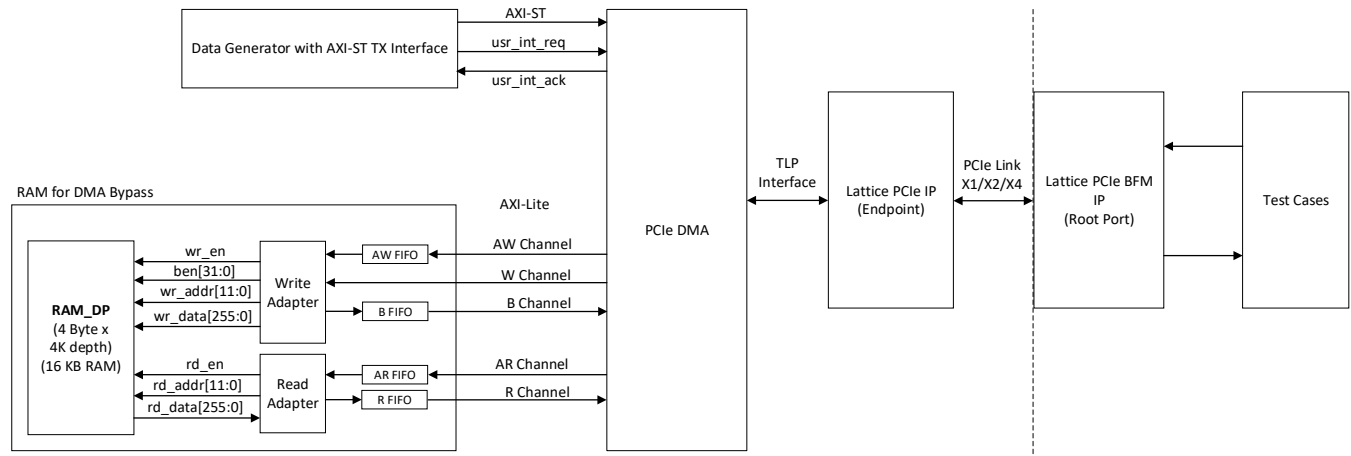 Data Generator with AXI-ST TX Interface
AXI-ST
usr_int_req
usr_int_ack
RAM for DMA Bypass
RAM_DP
(4 Byte x
4K depth)
(16 KB RAM)
wr_en
ben[31:0]
wr_addr[11:0]
wr_data[255:0]
rd_en
rd_addr[11:0]
rd_data[255:0]
Write
Adapter
Read
Adapter
AW FIFO
B FIFO
AR FIFO
R FIFO
AXI-Lite
AW Channel
W Channel
B Channel
AR Channel
R Channel
PCIe DMA
TLP
Interface
Lattice PCIe IP
(Endpoint)
PCIe Link
X1/X2/X4
Lattice PCIe BFM
IP
(Root Port)
Test Cases